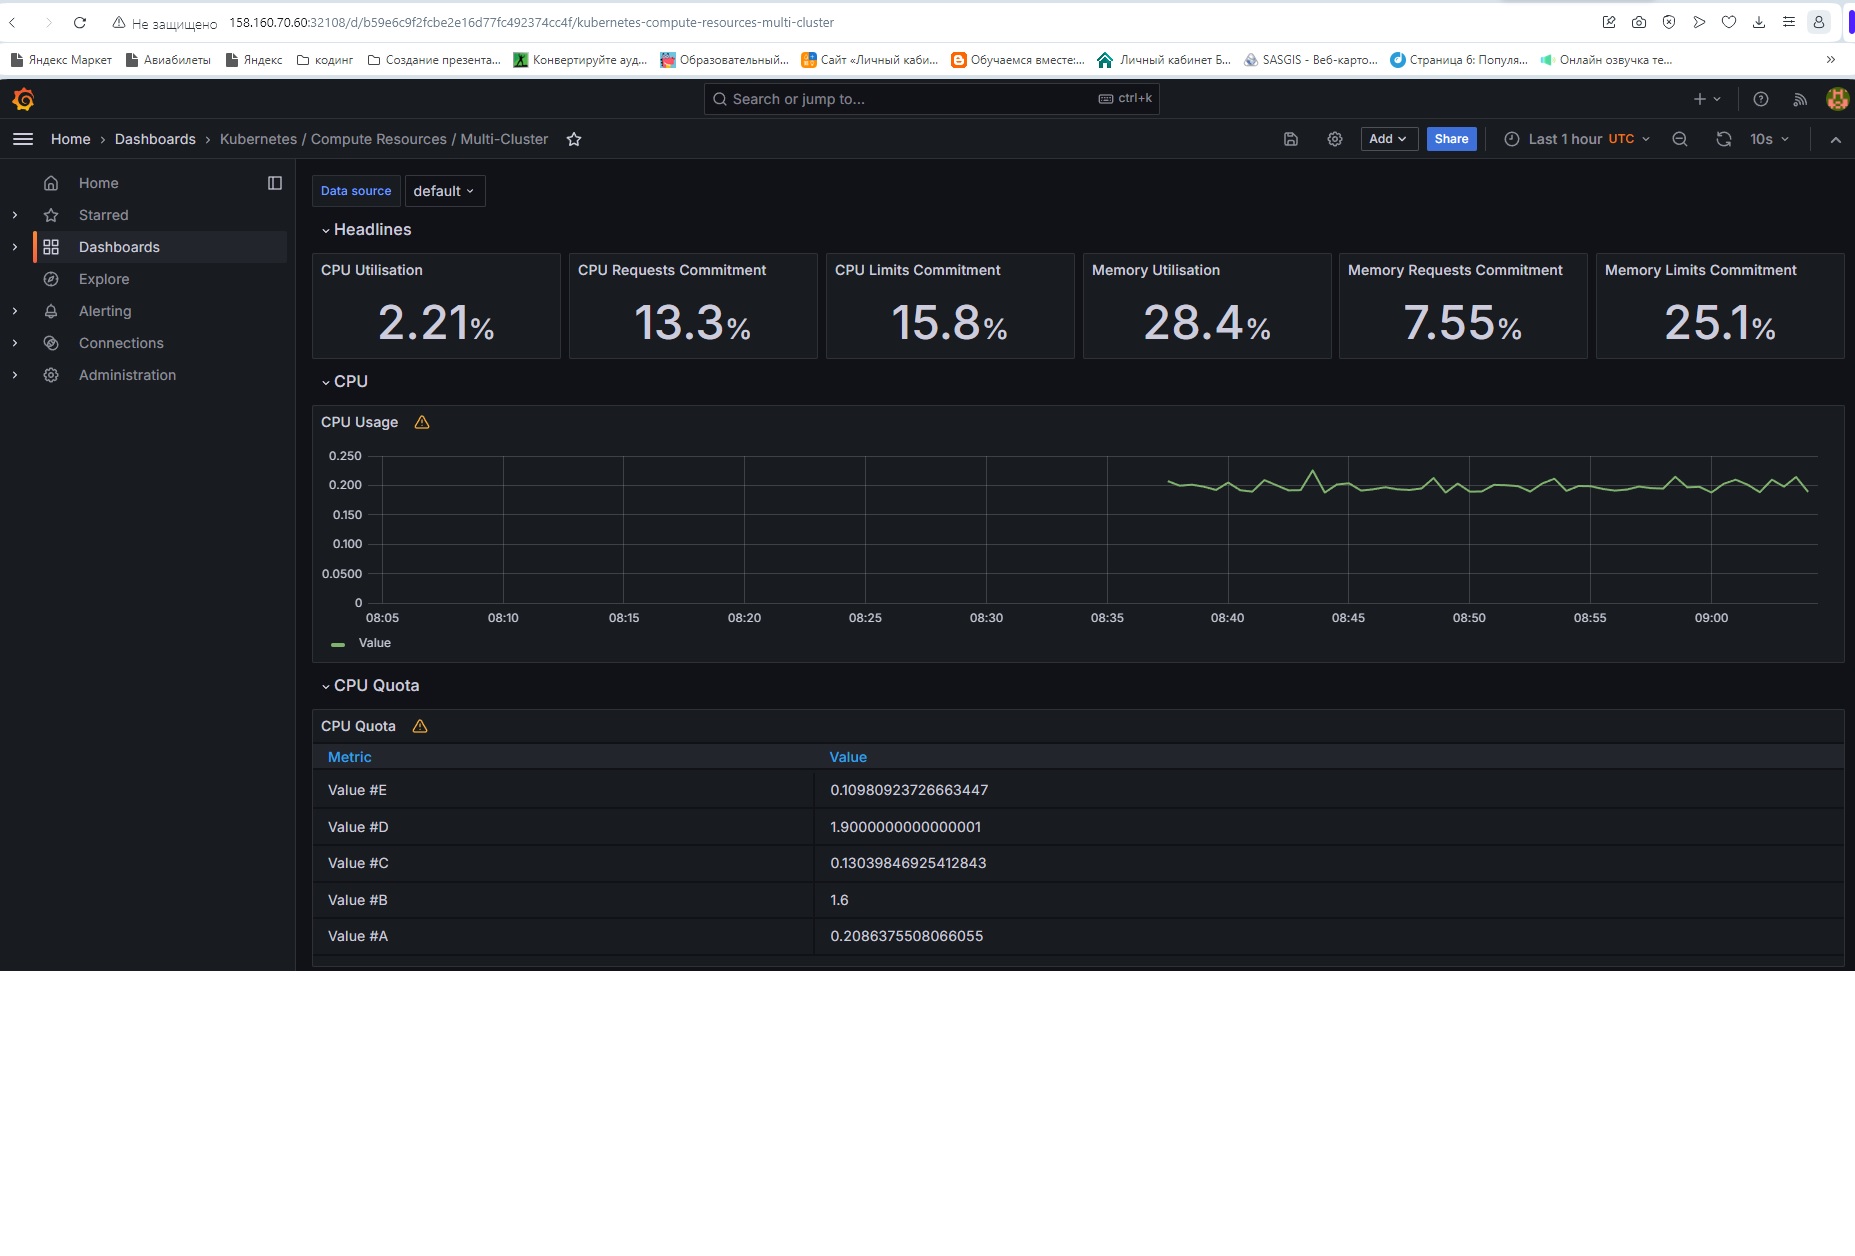 Не защищено 158.160.70.60:32108/d/b59e6c9f2fcbe2e16d77fc492374cc4f/kubernetes-compute-resources-multi-cluster
Яндекс Маркет Авиабилеты Яндекс кодинг Создание презента... Конвертируйте ауд... Образовательный... Сайт «Личный каби... Обучаемся вместе:... Личный кабинет Б... SASGIS - Веб-карто... Страница 6: Популя... Онлайн озвучка те...
Search or jump to... ctrl+k
Home › Dashboards › Kubernetes / Compute Resources / Multi-Cluster Add Share Last 1 hour UTC 10s
Home
Starred
Dashboards
Explore
Alerting
Connections
Administration
Data source default
Headlines
CPU Utilisation
2.21%
CPU Requests Commitment
13.3%
CPU Limits Commitment
15.8%
Memory Utilisation
28.4%
Memory Requests Commitment
7.55%
Memory Limits Commitment
25.1%
CPU
CPU Usage
0.250
0.200
0.150
0.100
0.0500
0
08:05 08:10 08:15 08:20 08:25 08:30 08:35 08:40 08:45 08:50 08:55 09:00
Value
CPU Quota
CPU Quota
Metric Value
Value #E 0.10980923726663447
Value #D 1.9000000000000001
Value #C 0.13039846925412843
Value #B 1.6
Value #A 0.2086375508066055